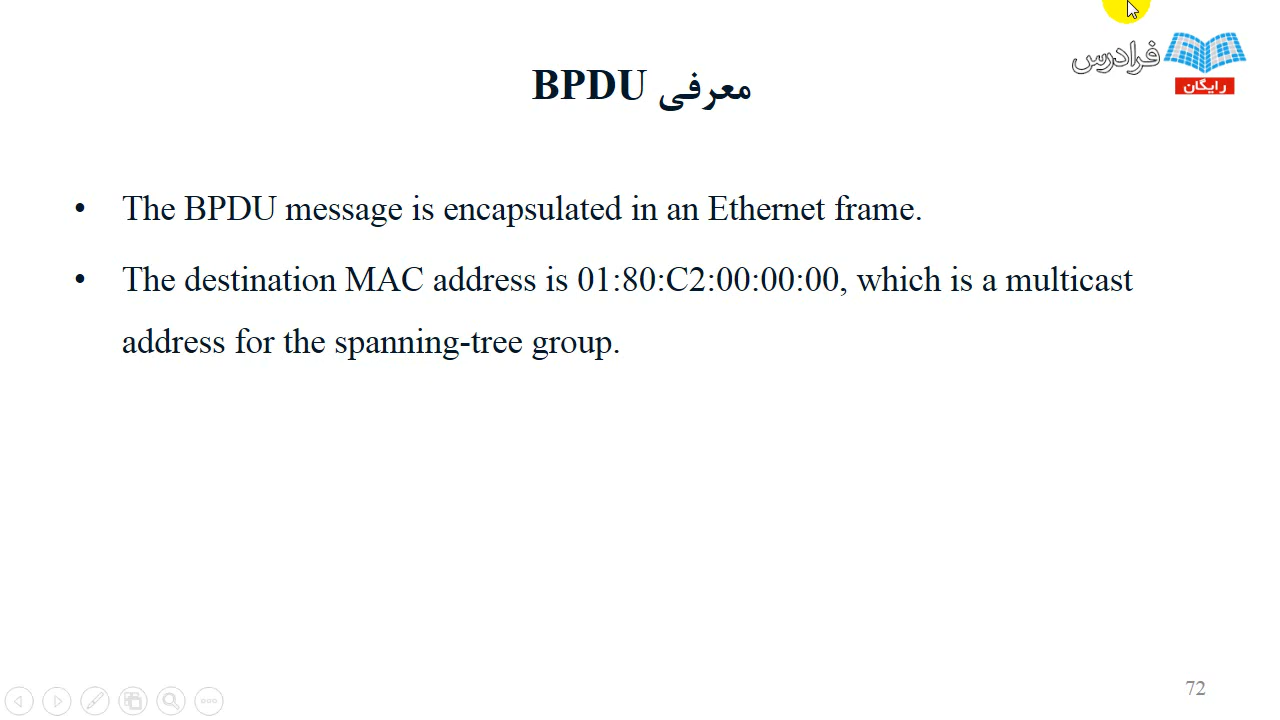 فرادرس
رایگان
معرفی BPDU
• The BPDU message is encapsulated in an Ethernet frame.
• The destination MAC address is 01:80:C2:00:00:00, which is a multicast
address for the spanning-tree group.
72